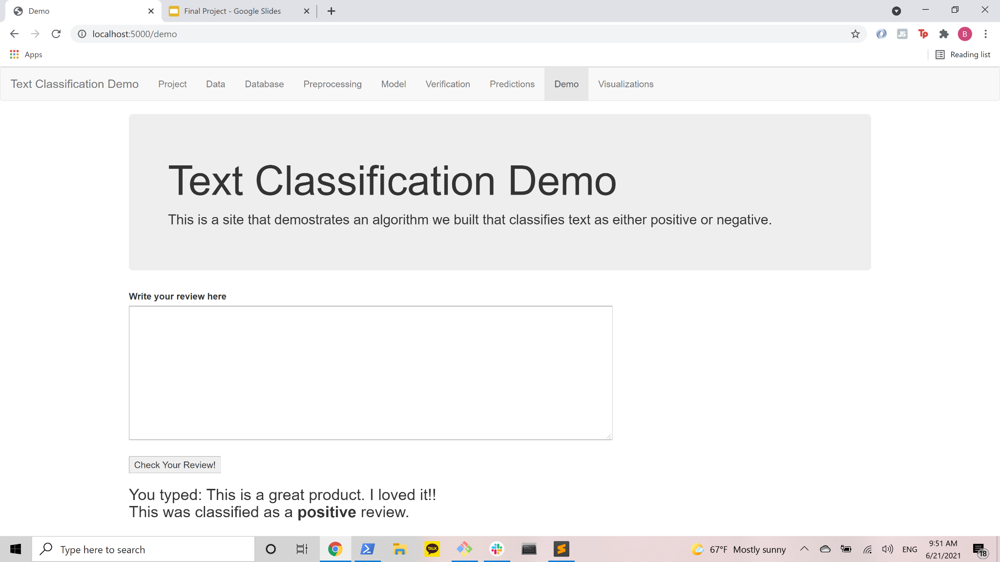 Demo
Final Project - Google Slides
localhost:5000/demo
JS
Tp
B
Apps
Reading list
Text Classification Demo Project Data Database Preprocessing Model Verification Predictions Demo Visualizations
Text Classification Demo
This is a site that demostrates an algorithm we built that classifies text as either positive or negative.
Write your review here
Check Your Review!
You typed: This is a great product. I loved it!!
This was classified as a positive review.
Type here to search
TALK
67°F Mostly sunny
ENG
9:51 AM
6/21/2021
18